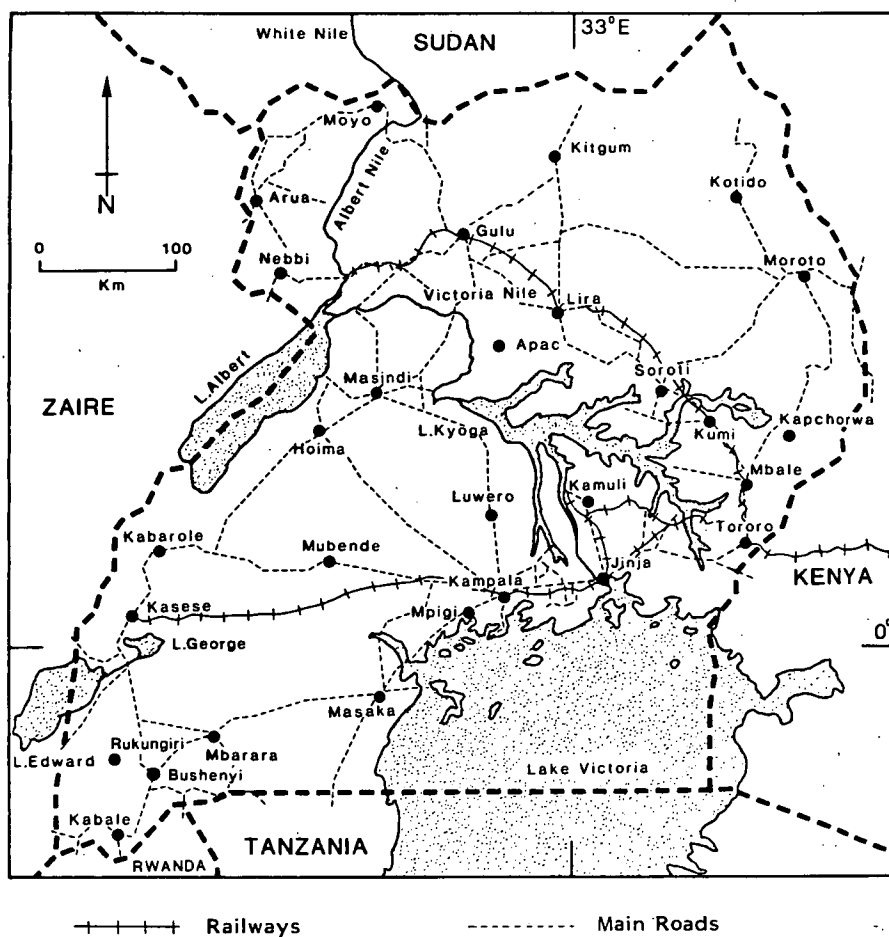 White Nile
SUDAN
33°E
Moyo
Kitgum
Albert Nile
N
Arua
Kotido
Gulu
0 100
Km
Nebbi
Moroto
Victoria Nile
Lira
Apac
L.Albert
Masindi
Soroti
ZAIRE
L.Kyöga
Kumi
Kapchorwa
Hoima
Mbale
Kamuli
Luwero
Tororo
Kabarole
Mubende
Jinja
Kampala
KENYA
Kasese
Mpigi
0°
L.George
Masaka
Rukungiri
Mbarara
L.Edward
Bushenyi
Lake Victoria
Kabale
TANZANIA
RWANDA
Railways
Main Roads